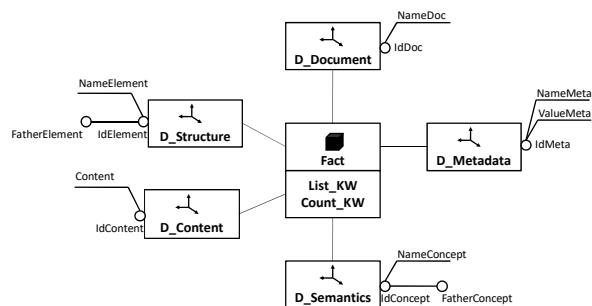 NameDoc
IdDoc
D_Document
NameElement
FatherElement
IdElement
D_Structure
NameMeta
ValueMeta
IdMeta
D_Metadata
Fact
List_KW
Count_KW
Content
IdContent
D_Content
NameConcept
IdConcept
FatherConcept
D_Semantics